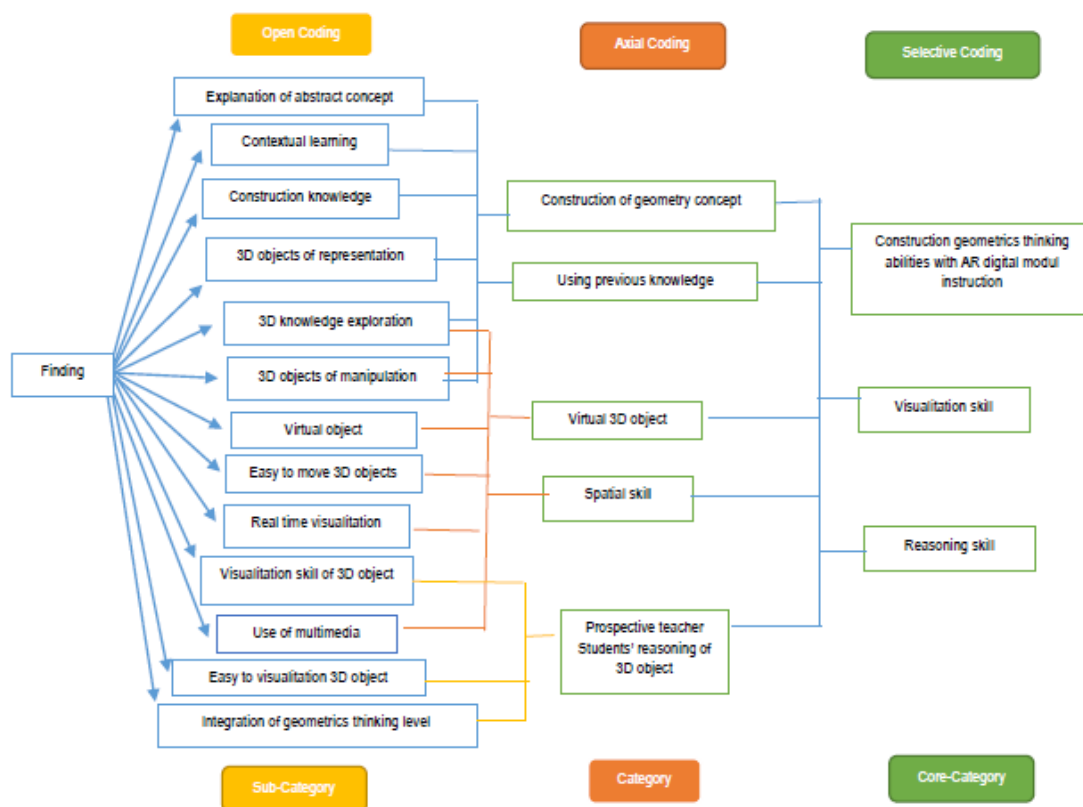 Open Coding
Axial Coding
Selective Coding
Explanation of abstract concept
Contextual learning
Construction knowledge
3D objects of representation
3D knowledge exploration
Finding
3D objects of manipulation
Virtual object
Easy to move 3D objects
Real time visualitation
Visualitation skill of 3D object
Use of multimedia
Easy to visualitation 3D object
Integration of geometrics thinking level
Construction of geometry concept
Using previous knowledge
Virtual 3D object
Spatial skill
Prospective teacher
Students' reasoning of
3D object
Construction geometrics thinking
abilities with AR digital modul
instruction
Visualitation skill
Reasoning skill
Sub-Category
Category
Core-Category